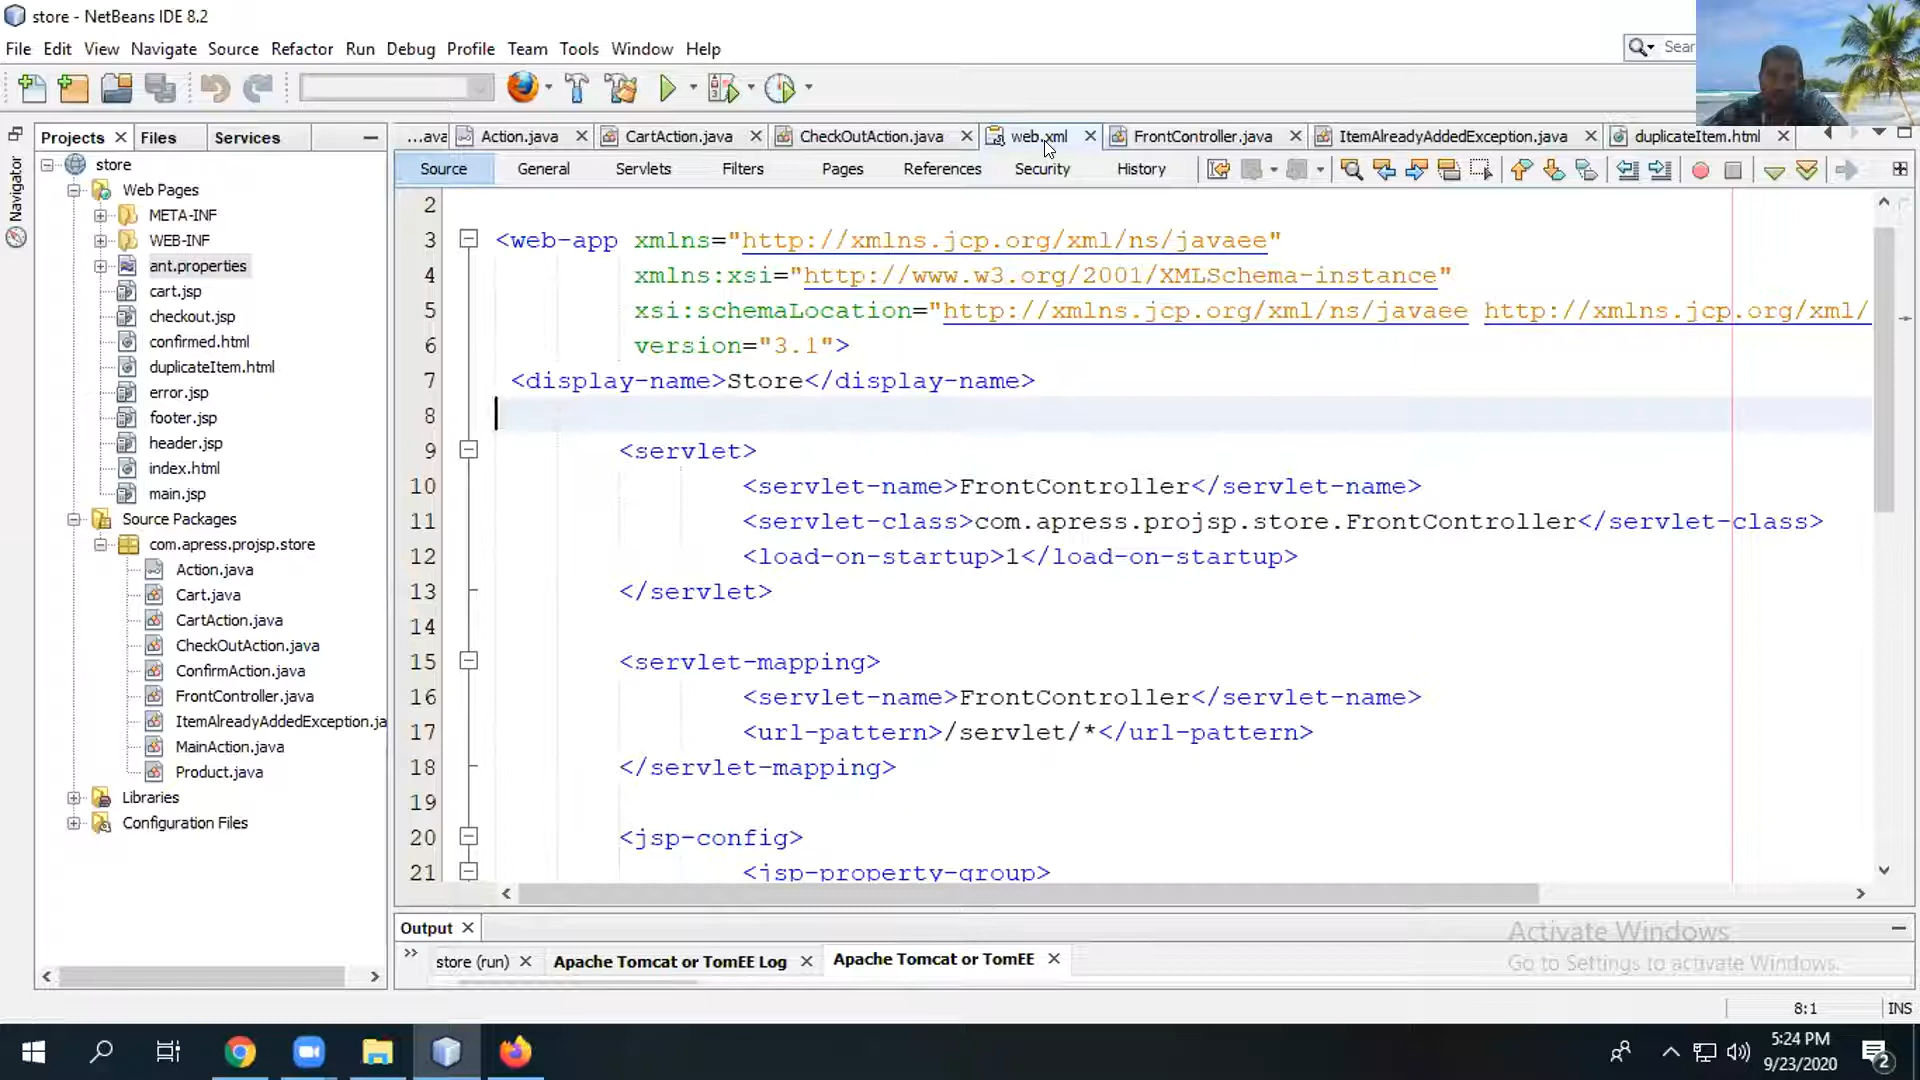 store - NetBeans IDE 8.2
File Edit View Navigate Source Refactor Run Debug Profile Team Tools Window Help
Sear
Projects Files Services
...ava Action.java CartAction.java CheckOutAction.java web.xml FrontController.java ItemAlreadyAddedException.java duplicateItem.html
Source General Servlets Filters Pages References Security History
Navigator
store
Web Pages
META-INF
WEB-INF
ant.properties
cart.jsp
checkout.jsp
confirmed.html
duplicateItem.html
error.jsp
footer.jsp
header.jsp
index.html
main.jsp
Source Packages
com.apress.projsp.store
Action.java
Cart.java
CartAction.java
CheckOutAction.java
ConfirmAction.java
FrontController.java
ItemAlreadyAddedException.ja
MainAction.java
Product.java
Libraries
Configuration Files
2
3 <web-app xmlns="http://xmlns.jcp.org/xml/ns/javaee"
4 xmlns:xsi="http://www.w3.org/2001/XMLSchema-instance"
5 xsi:schemaLocation="http://xmlns.jcp.org/xml/ns/javaee http://xmlns.jcp.org/xml/
6 version="3.1">
7 <display-name>Store</display-name>
8
9 <servlet>
10 <servlet-name>FrontController</servlet-name>
11 <servlet-class>com.apress.projsp.store.FrontController</servlet-class>
12 <load-on-startup>1</load-on-startup>
13 </servlet>
14
15 <servlet-mapping>
16 <servlet-name>FrontController</servlet-name>
17 <url-pattern>/servlet/*</url-pattern>
18 </servlet-mapping>
19
20 <jsp-config>
21 <jsp-property-group>
Output
store (run) Apache Tomcat or TomEE Log Apache Tomcat or TomEE
Activate Windows
Go to Settings to activate Windows.
8:1 INS
5:24 PM
9/23/2020
2